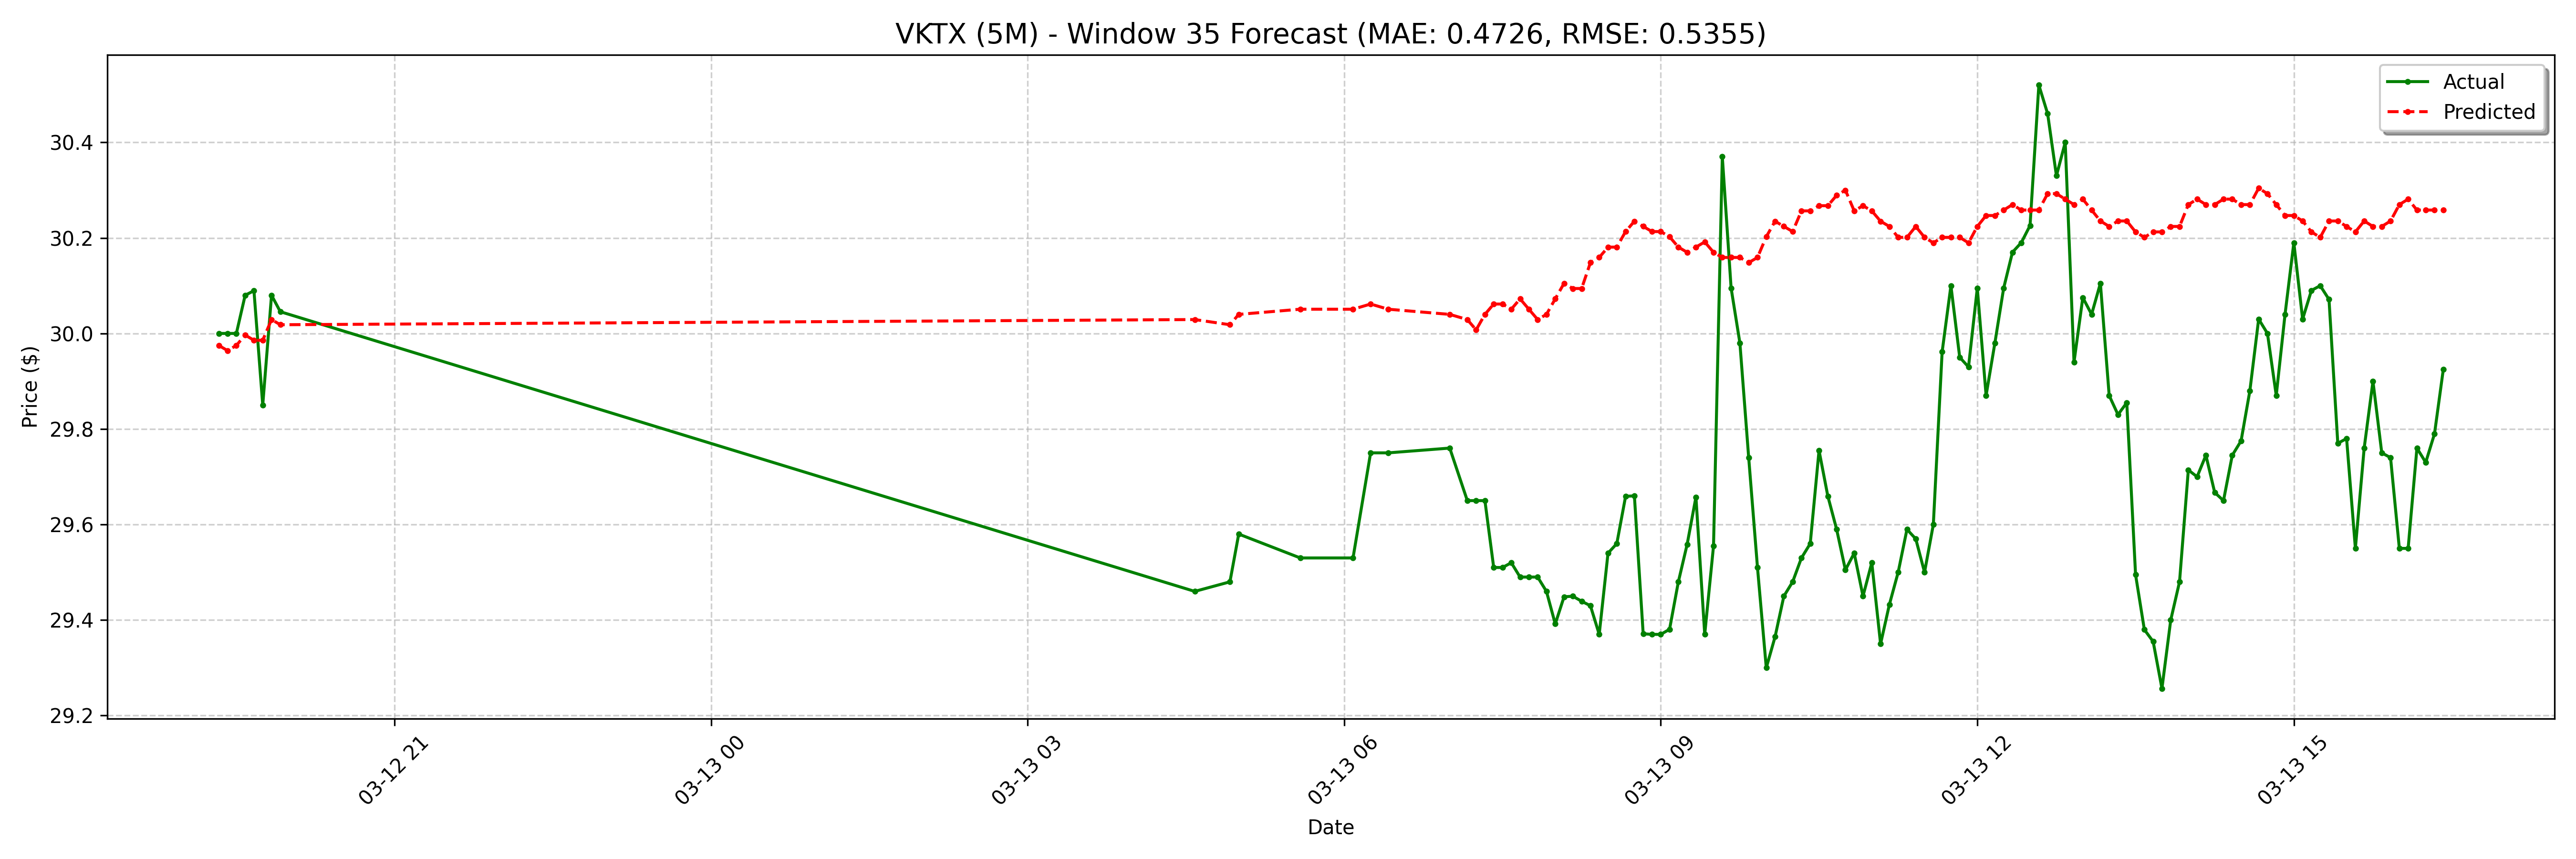 VKTX (5M) - Window 35 Forecast (MAE: 0.4726, RMSE: 0.5355)
Actual
Predicted
Price ($)
30.4
30.2
30.0
29.8
29.6
29.4
29.2
03-12 21
03-13 00
03-13 03
03-13 06
03-13 09
03-13 12
03-13 15
Date